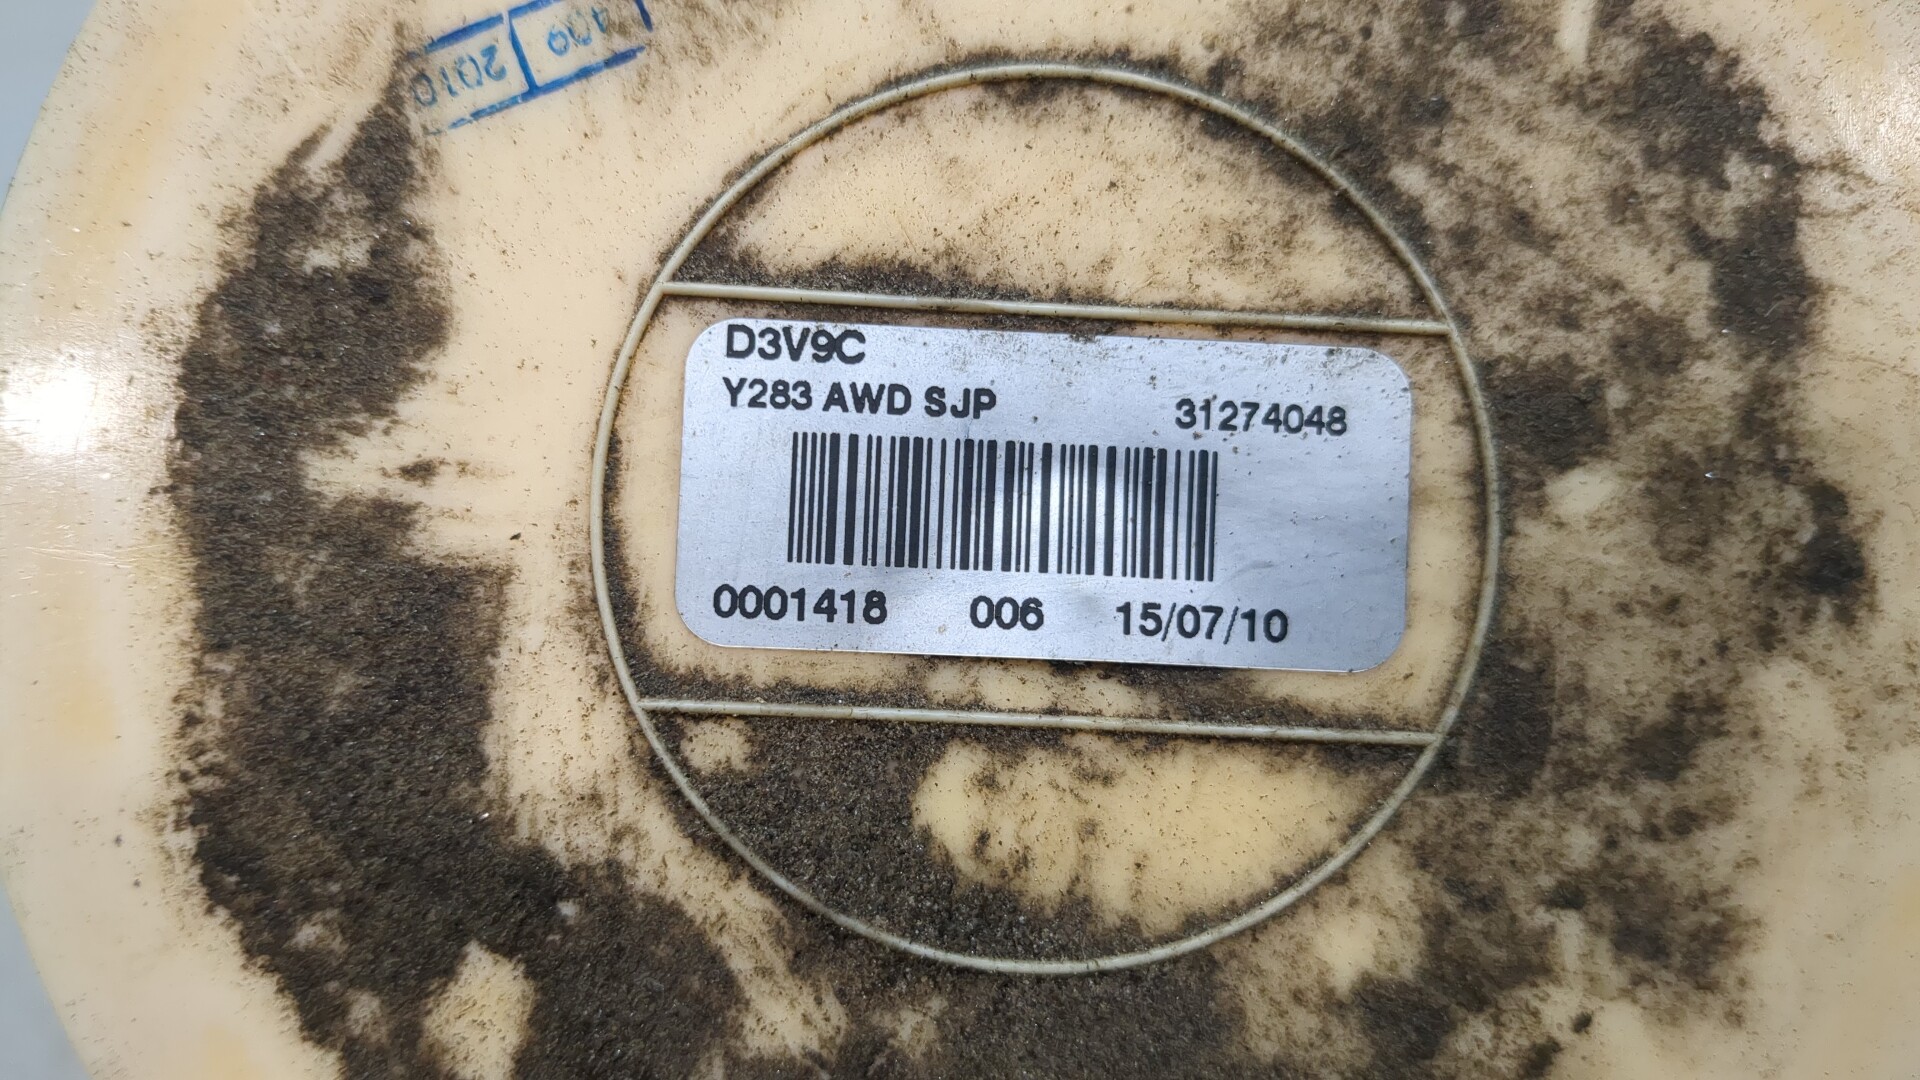 2010
D3V9C
Y283 AWD SJP 31274048
0001418 006 15/07/10